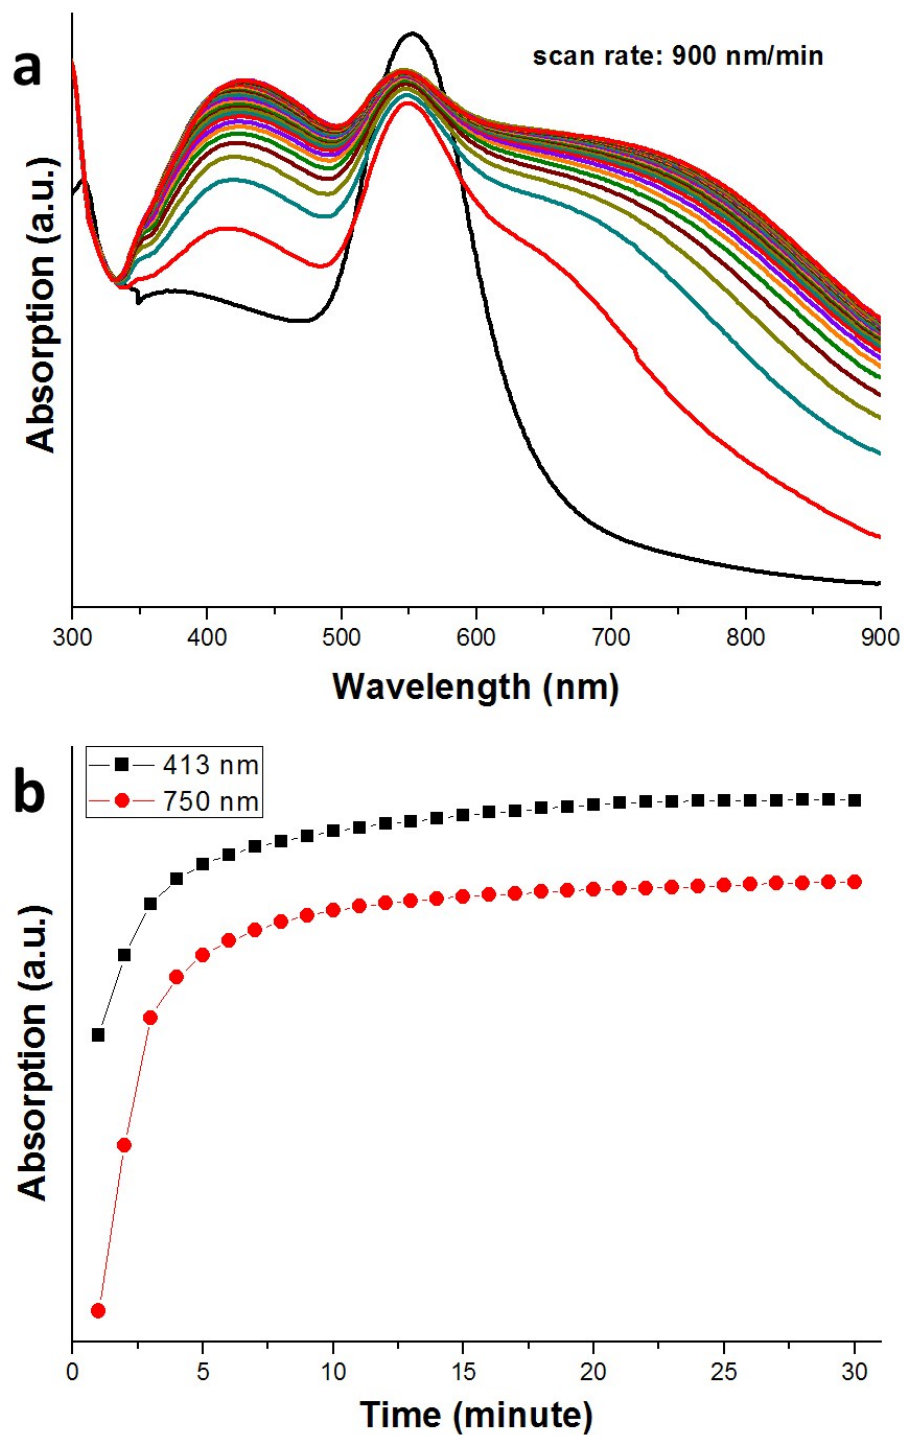 a
scan rate: 900 nm/min
Absorption (a.u.)
300 400 500 600 700 800 900
Wavelength (nm)
b
413 nm
750 nm
Absorption (a.u.)
0 5 10 15 20 25 30
Time (minute)